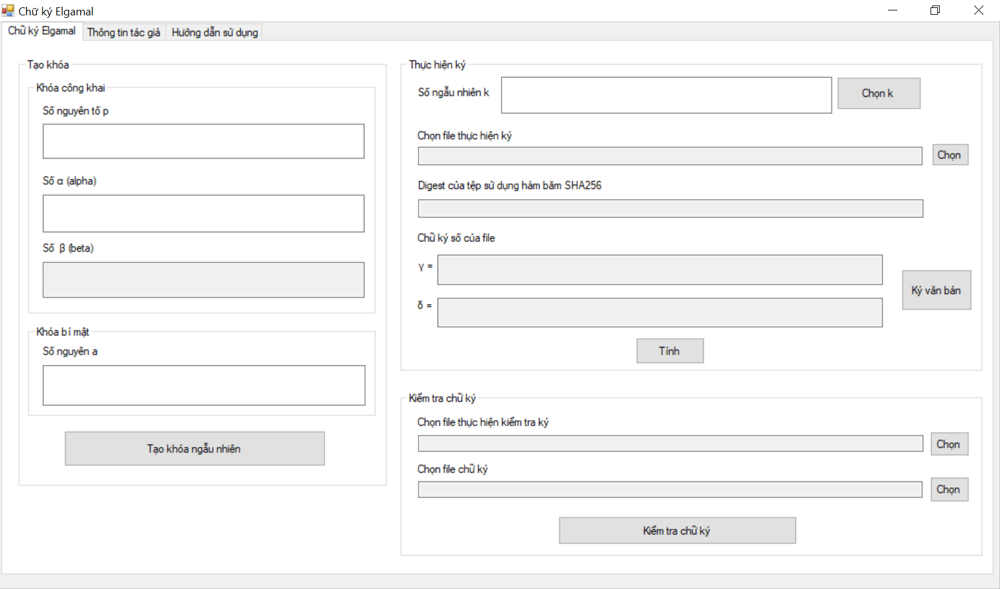 Chữ ký Elgamal
Chữ ký Elgamal
Thông tin tác giả
Hướng dẫn sử dụng
Tạo khóa
Khóa công khai
Số nguyên tố p
Số α (alpha)
Số β (beta)
Khóa bí mật
Số nguyên a
Tạo khóa ngẫu nhiên
Thực hiện ký
Số ngẫu nhiên k
Chọn k
Chọn file thực hiện ký
Chọn
Digest của tệp sử dụng hàm băm SHA256
Chữ ký số của file
γ =
δ =
Ký văn bản
Tính
Kiểm tra chữ ký
Chọn file thực hiện kiểm tra ký
Chọn
Chọn file chữ ký
Chọn
Kiểm tra chữ ký